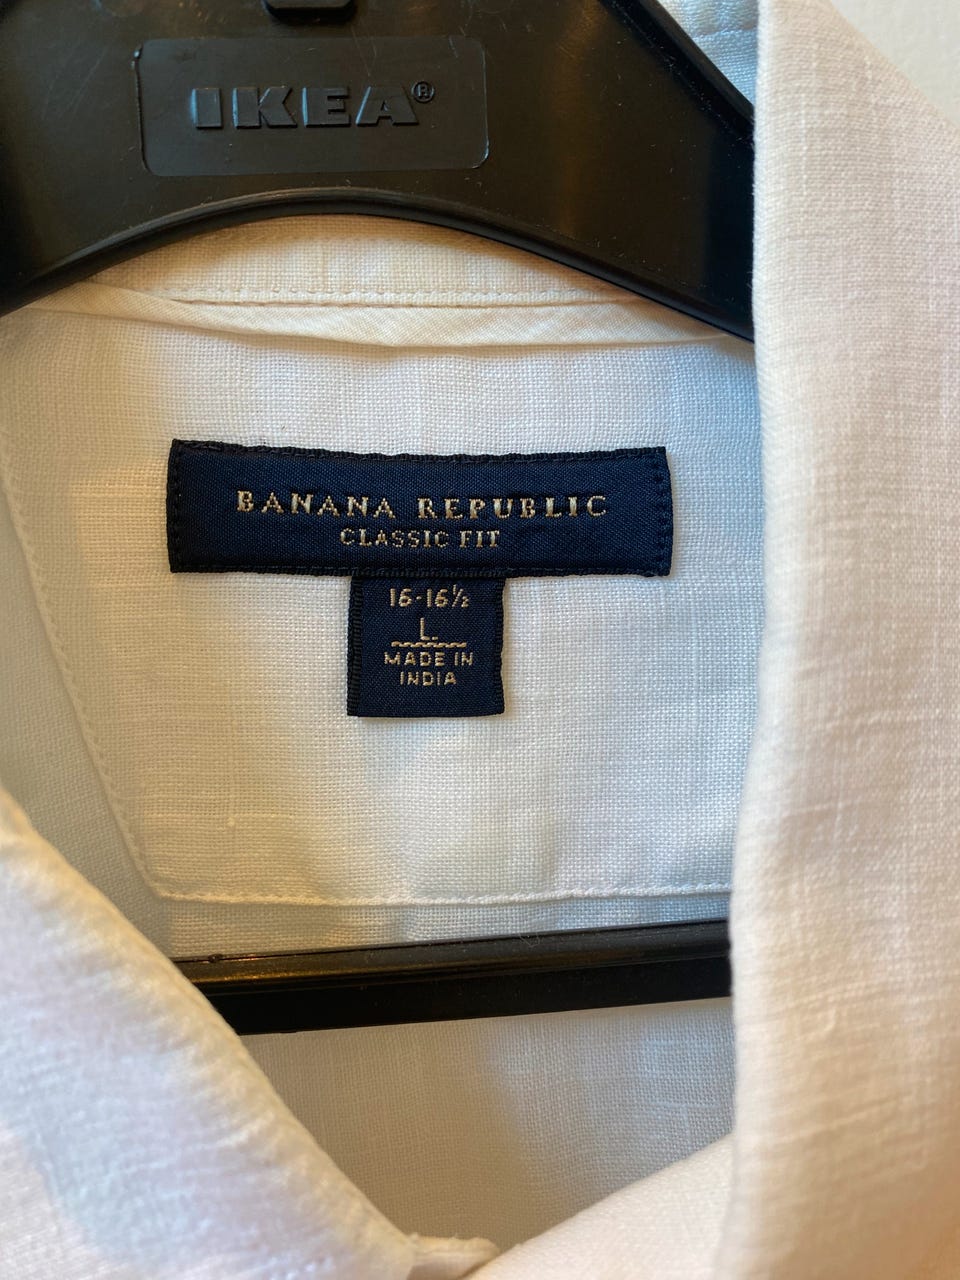 IKEA®
BANANA REPUBLIC
CLASSIC FIT
16-16½
L
MADE IN
INDIA